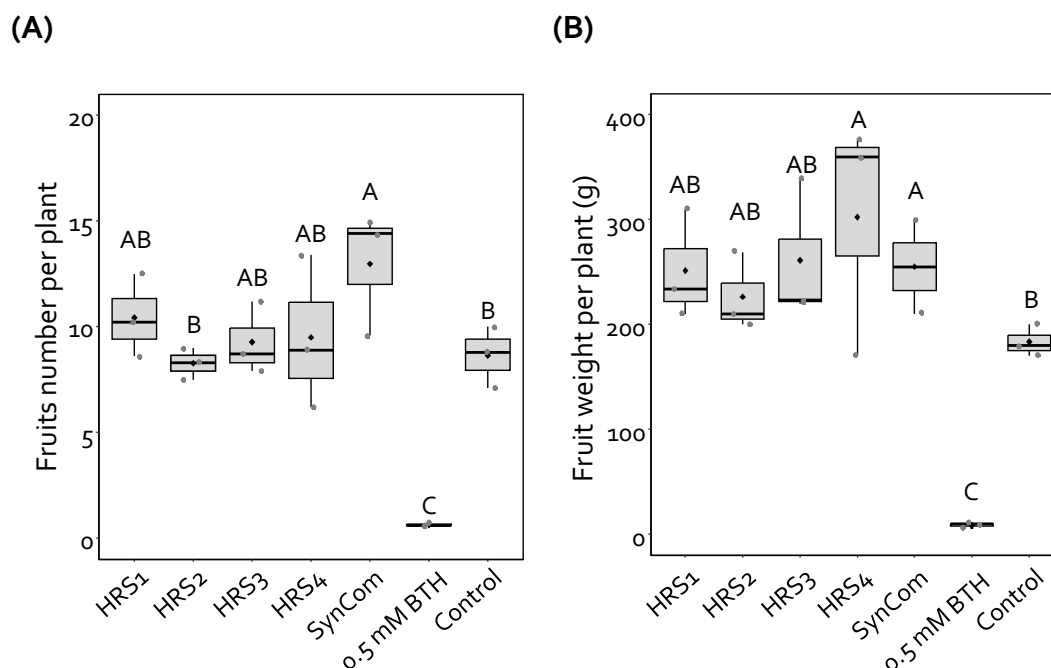 (A)
Fruits number per plant
20
15
10
5
0
AB
B
AB
AB
A
C
B
HRS1
HRS2
HRS3
HRS4
SynCom
0.5 mM BTH
Control
(B)
Fruit weight per plant (g)
400
300
200
100
0
AB
AB
AB
A
A
C
B
HRS1
HRS2
HRS3
HRS4
SynCom
0.5 mM BTH
Control